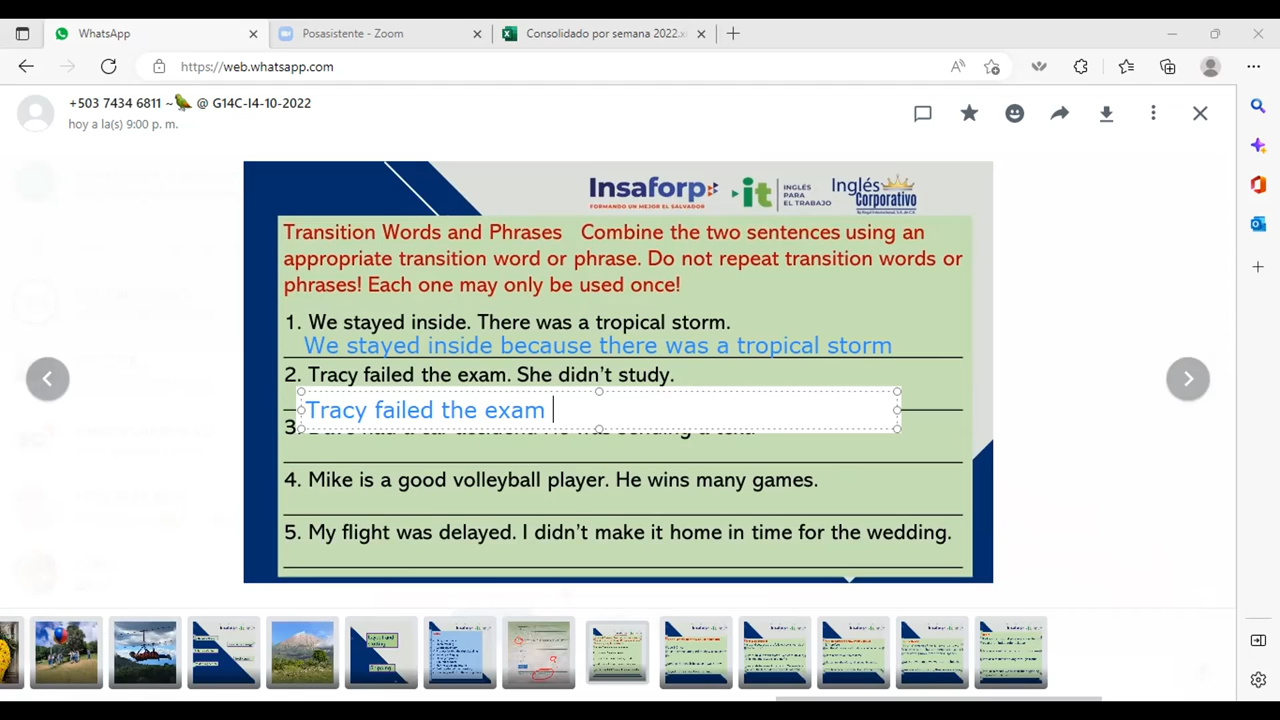 WhatsApp
Posasistente - Zoom
Consolidado por semana 2022.x
https://web.whatsapp.com
+503 7434 6811 ~🦜 @ G14C-I4-10-2022
hoy a la(s) 9:00 p. m.
Insaforp
FORMANDO UN MEJOR EL SALVADOR
it
INGLÉS
PARA
EL TRABAJO
Inglés
Corporativo
Transition Words and Phrases Combine the two sentences using an
appropriate transition word or phrase. Do not repeat transition words or
phrases! Each one may only be used once!
1. We stayed inside. There was a tropical storm.
We stayed inside because there was a tropical storm
2. Tracy failed the exam. She didn't study.
Tracy failed the exam
3.
4. Mike is a good volleyball player. He wins many games.
5. My flight was delayed. I didn't make it home in time for the wedding.